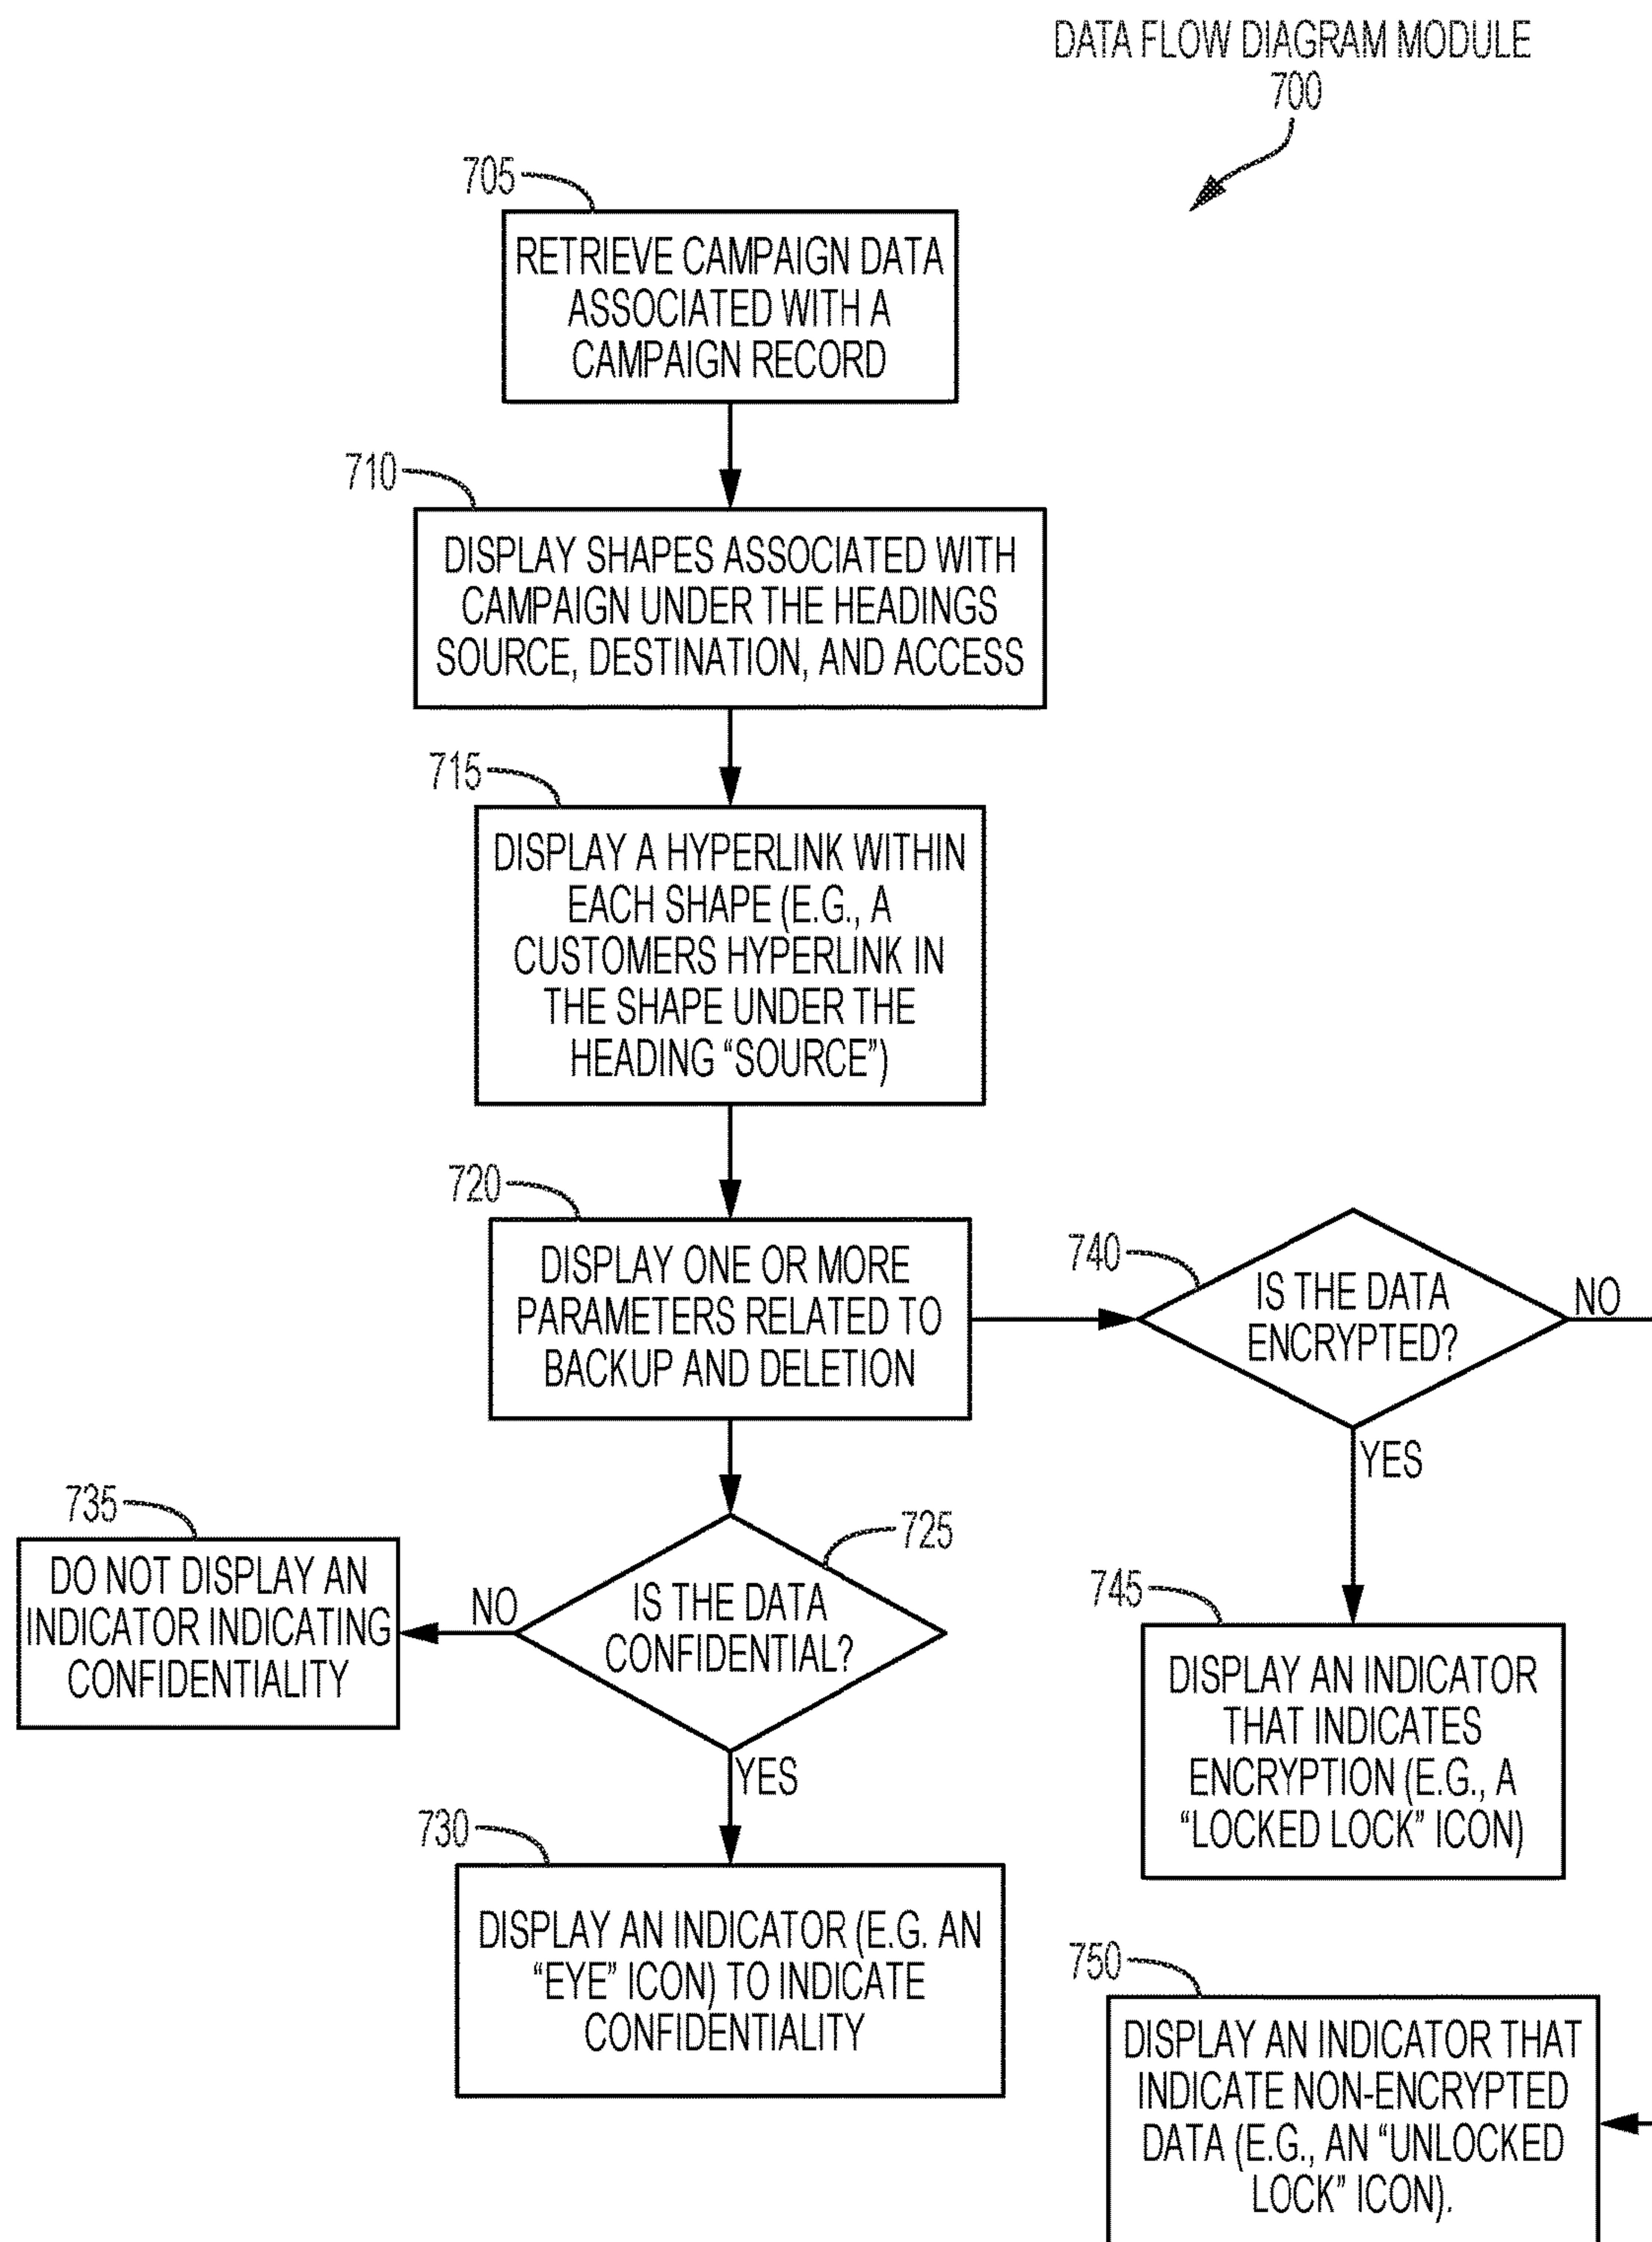 DATA FLOW DIAGRAM MODULE
700
705
RETRIEVE CAMPAIGN DATA
ASSOCIATED WITH A
CAMPAIGN RECORD
710
DISPLAY SHAPES ASSOCIATED WITH
CAMPAIGN UNDER THE HEADINGS
SOURCE, DESTINATION, AND ACCESS
715
DISPLAY A HYPERLINK WITHIN
EACH SHAPE (E.G., A
CUSTOMERS HYPERLINK IN
THE SHAPE UNDER THE
HEADING “SOURCE”)
720
DISPLAY ONE OR MORE
PARAMETERS RELATED TO
BACKUP AND DELETION
740
IS THE DATA
ENCRYPTED?
NO
YES
735
DO NOT DISPLAY AN
INDICATOR INDICATING
CONFIDENTIALITY
NO
725
IS THE DATA
CONFIDENTIAL?
YES
745
DISPLAY AN INDICATOR
THAT INDICATES
ENCRYPTION (E.G., A
“LOCKED LOCK” ICON)
730
DISPLAY AN INDICATOR (E.G. AN
“EYE” ICON) TO INDICATE
CONFIDENTIALITY
750
DISPLAY AN INDICATOR THAT
INDICATE NON-ENCRYPTED
DATA (E.G., AN “UNLOCKED
LOCK” ICON).